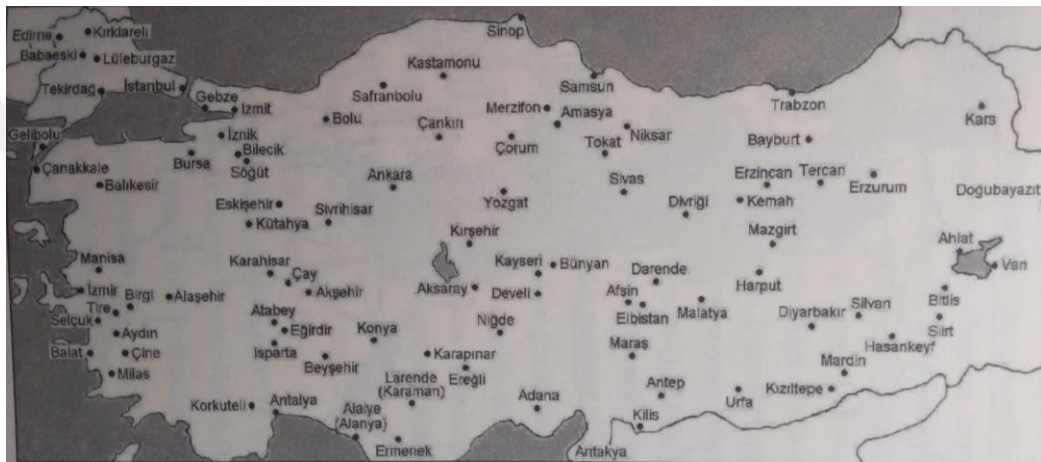 Sinop
Edirne
Kırklareli
Babaeski
Lüleburgaz
Kastamonu
Samsun
Tekirdağ
İstanbul
Safranbolu
Trabzon
Gebze
İzmit
Merzifon
Amasya
Kars
Bolu
Gelibolu
İznik
Çankırı
Çorum
Tokat
Niksar
Bayburt
Bilecik
Bursa
Söğüt
Çanakkale
Balıkesir
Ankara
Sivas
Erzincan
Tercan
Erzurum
Doğubayazıt
Eskişehir
Yozgat
Kemah
Kütahya
Sivrihisar
Divriği
Kırşehir
Mazgirt
Ahlat
Manisa
Karahisar
Çay
Kayseri
Bünyan
Darende
Van
İzmir
Birgi
Alaşehir
Akşehir
Aksaray
Develi
Afşin
Harput
Tire
Elbistan
Malatya
Silvan
Bitlis
Selçuk
Atabey
Eğirdir
Konya
Niğde
Diyarbakır
Siirt
Aydın
Hasankeyf
Balat
Çine
Isparta
Beyşehir
Karapınar
Maraş
Mardin
Milas
Ereğli
Larende
(Karaman)
Antep
Kızıltepe
Korkuteli
Antalya
Adana
Urfa
Alaiye
(Alanya)
Kilis
Ermenek
Antakya